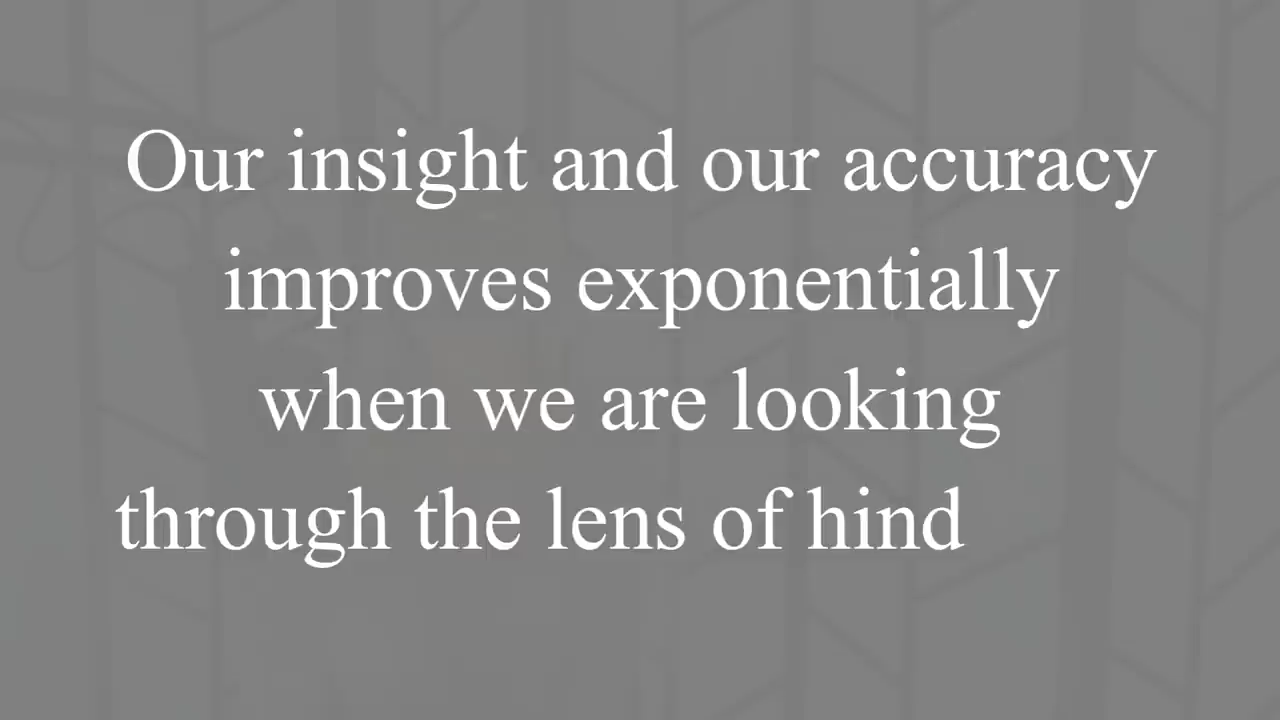 Our insight and our accuracy
improves exponentially
when we are looking
through the lens of hind